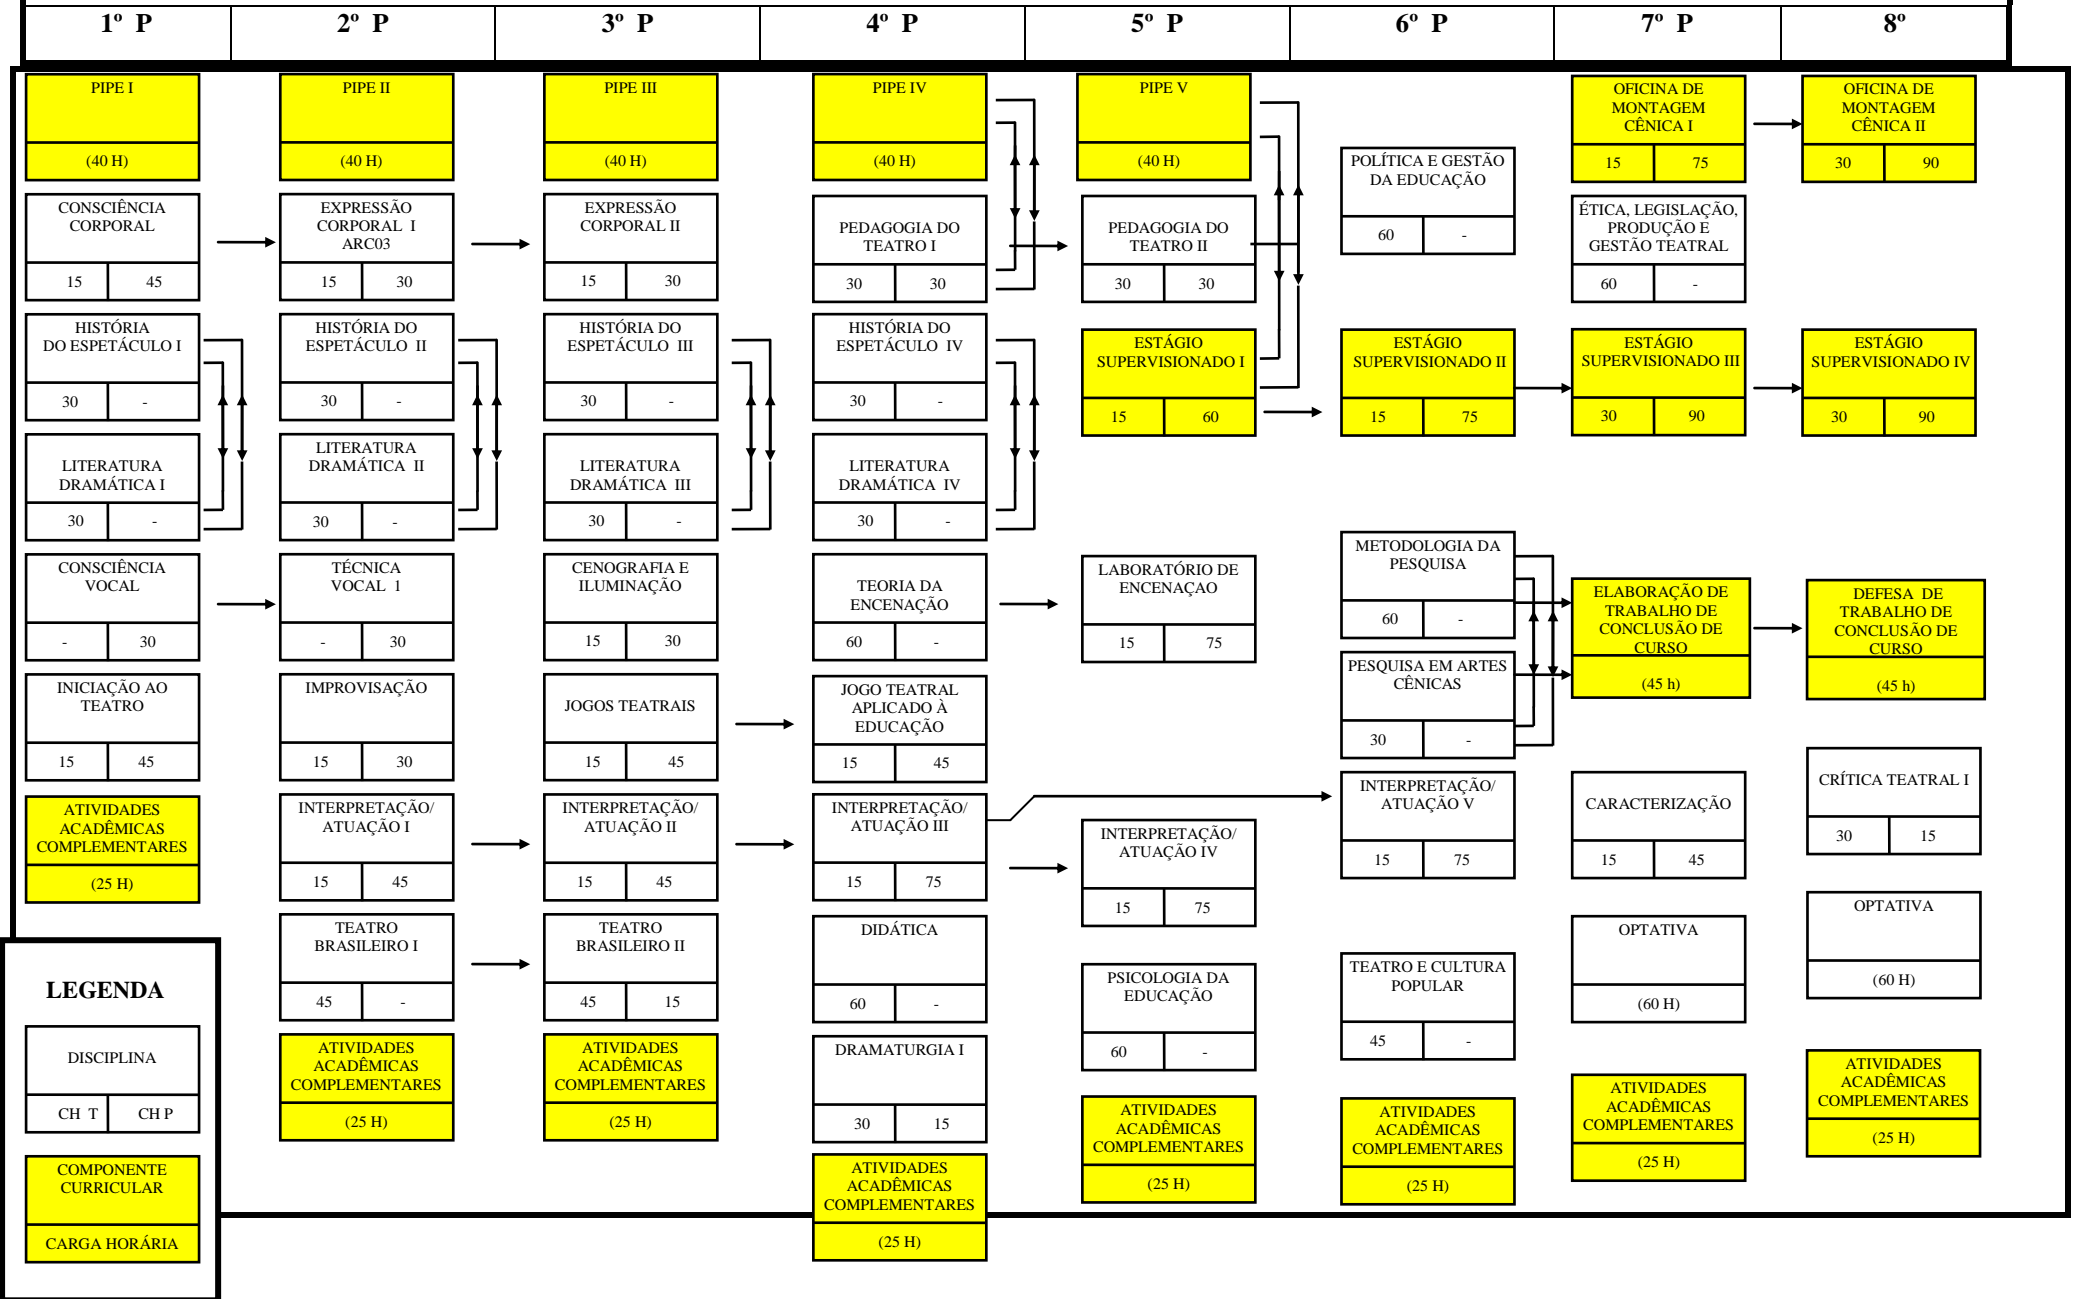 1º P
2º P
3º P
4º P
5º P
6º P
7º P
8º
PIPE I
(40 H)
CONSCIÊNCIA
CORPORAL
15 45
HISTÓRIA
DO ESPETÁCULO I
30 -
LITERATURA
DRAMÁTICA I
30 -
CONSCIÊNCIA
VOCAL
- 30
INICIAÇÃO AO
TEATRO
15 45
ATIVIDADES
ACADÊMICAS
COMPLEMENTARES
(25 H)
PIPE II
(40 H)
EXPRESSÃO
CORPORAL I
ARC03
15 30
HISTÓRIA DO
ESPETÁCULO II
30 -
LITERATURA
DRAMÁTICA II
30 -
TÉCNICA
VOCAL 1
- 30
IMPROVISAÇÃO
15 30
INTERPRETAÇÃO/
ATUAÇÃO I
15 45
TEATRO
BRASILEIRO I
45 -
ATIVIDADES
ACADÊMICAS
COMPLEMENTARES
(25 H)
PIPE III
(40 H)
EXPRESSÃO
CORPORAL II
15 30
HISTÓRIA DO
ESPETÁCULO III
30 -
LITERATURA
DRAMÁTICA III
30 -
CENOGRAFIA E
ILUMINAÇÃO
15 30
JOGOS TEATRAIS
15 45
INTERPRETAÇÃO/
ATUAÇÃO II
15 45
TEATRO
BRASILEIRO II
45 15
ATIVIDADES
ACADÊMICAS
COMPLEMENTARES
(25 H)
PIPE IV
(40 H)
PEDAGOGIA DO
TEATRO I
30 30
HISTÓRIA DO
ESPETÁCULO IV
30 -
LITERATURA
DRAMÁTICA IV
30 -
TEORIA DA
ENCENAÇÃO
60 -
JOGO TEATRAL
APLICADO À
EDUCAÇÃO
15 45
INTERPRETAÇÃO/
ATUAÇÃO III
15 75
DIDÁTICA
60 -
DRAMATURGIA I
30 15
ATIVIDADES
ACADÊMICAS
COMPLEMENTARES
(25 H)
PIPE V
(40 H)
PEDAGOGIA DO
TEATRO II
30 30
ESTÁGIO
SUPERVISIONADO I
15 60
LABORATÓRIO DE
ENCENAÇAO
15 75
INTERPRETAÇÃO/
ATUAÇÃO IV
15 75
PSICOLOGIA DA
EDUCAÇÃO
60 -
ATIVIDADES
ACADÊMICAS
COMPLEMENTARES
(25 H)
POLÍTICA E GESTÃO
DA EDUCAÇÃO
60 -
ESTÁGIO
SUPERVISIONADO II
15 75
METODOLOGIA DA
PESQUISA
60 -
PESQUISA EM ARTES
CÊNICAS
30 -
INTERPRETAÇÃO/
ATUAÇÃO V
15 75
TEATRO E CULTURA
POPULAR
45 -
ATIVIDADES
ACADÊMICAS
COMPLEMENTARES
(25 H)
OFICINA DE
MONTAGEM
CÊNICA I
15 75
ÉTICA, LEGISLAÇÃO,
PRODUÇÃO E
GESTÃO TEATRAL
60 -
ESTÁGIO
SUPERVISIONADO III
30 90
ELABORAÇÃO DE
TRABALHO DE
CONCLUSÃO DE
CURSO
(45 h)
CARACTERIZAÇÃO
15 45
OPTATIVA
(60 H)
ATIVIDADES
ACADÊMICAS
COMPLEMENTARES
(25 H)
OFICINA DE
MONTAGEM
CÊNICA II
30 90
ESTÁGIO
SUPERVISIONADO IV
30 90
DEFESA DE
TRABALHO DE
CONCLUSÃO DE
CURSO
(45 h)
CRÍTICA TEATRAL I
30 15
OPTATIVA
(60 H)
ATIVIDADES
ACADÊMICAS
COMPLEMENTARES
(25 H)
LEGENDA
DISCIPLINA
CH T CH P
COMPONENTE
CURRICULAR
CARGA HORÁRIA